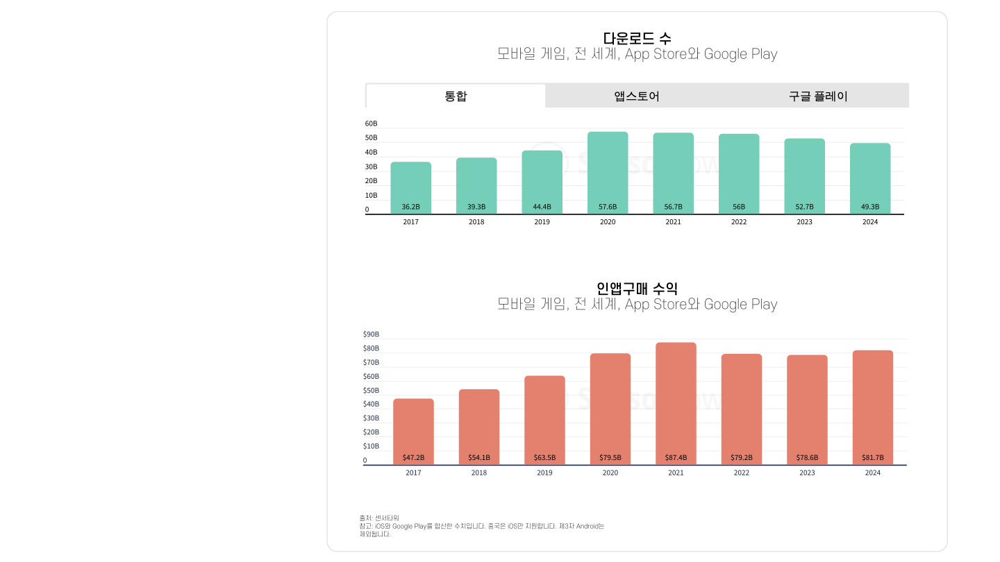 다운로드 수
모바일 게임, 전 세계, App Store와 Google Play
통합 앱스토어 구글 플레이
60B
50B
40B
30B
20B
10B
0
36.2B 39.3B 44.4B 57.6B 56.7B 56B 52.7B 49.3B
2017 2018 2019 2020 2021 2022 2023 2024
인앱구매 수익
모바일 게임, 전 세계, App Store와 Google Play
$90B
$80B
$70B
$60B
$50B
$40B
$30B
$20B
$10B
0
$47.2B $54.1B $63.5B $79.5B $87.4B $79.2B $78.6B $81.7B
2017 2018 2019 2020 2021 2022 2023 2024
출처: 센서타워
참고: iOS와 Google Play를 합산한 수치입니다. 중국은 iOS만 지원합니다. 제3자 Android는
제외됩니다.